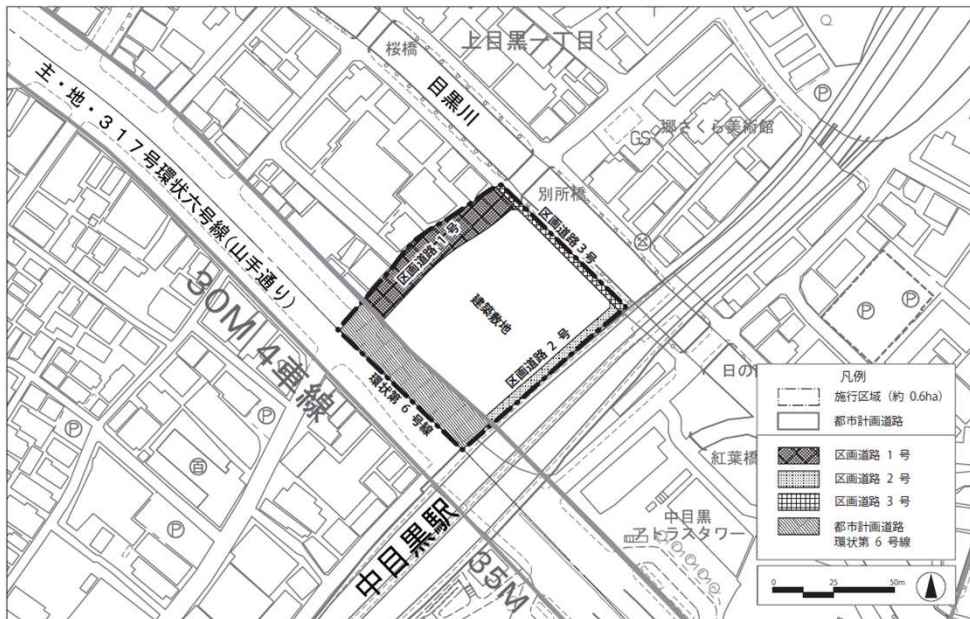 桜橋
上目黒一丁目
目黒川
主・地・317号環状六号線(山手通り)
GS
郷さくら美術館
別所橋
区画道路 1 号
区画道路 3 号
建築敷地
区画道路 2 号
30M 4車線
環状第 6 号線
中目黒駅
35M
日の
紅葉橋
中目黒
アトラスタワー
P
P
P
P
P
百
公
凡例
施行区域 (約 0.6ha)
都市計画道路
区画道路 1 号
区画道路 2 号
区画道路 3 号
都市計画道路
環状第 6 号線
0 25 50m